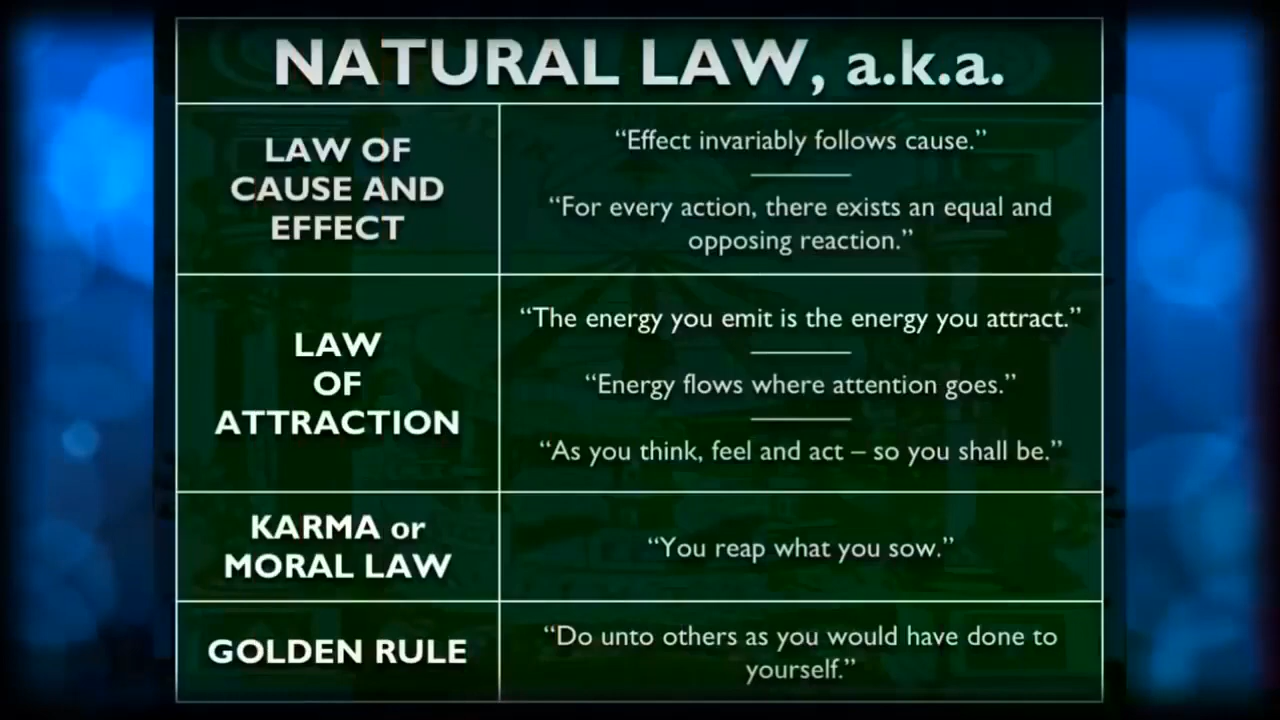 NATURAL LAW, a.k.a.
LAW OF
CAUSE AND
EFFECT
“Effect invariably follows cause.”
“For every action, there exists an equal and
opposing reaction.”
LAW
OF
ATTRACTION
“The energy you emit is the energy you attract.”
“Energy flows where attention goes.”
“As you think, feel and act – so you shall be.”
KARMA or
MORAL LAW
“You reap what you sow.”
GOLDEN RULE
“Do unto others as you would have done to
yourself.”